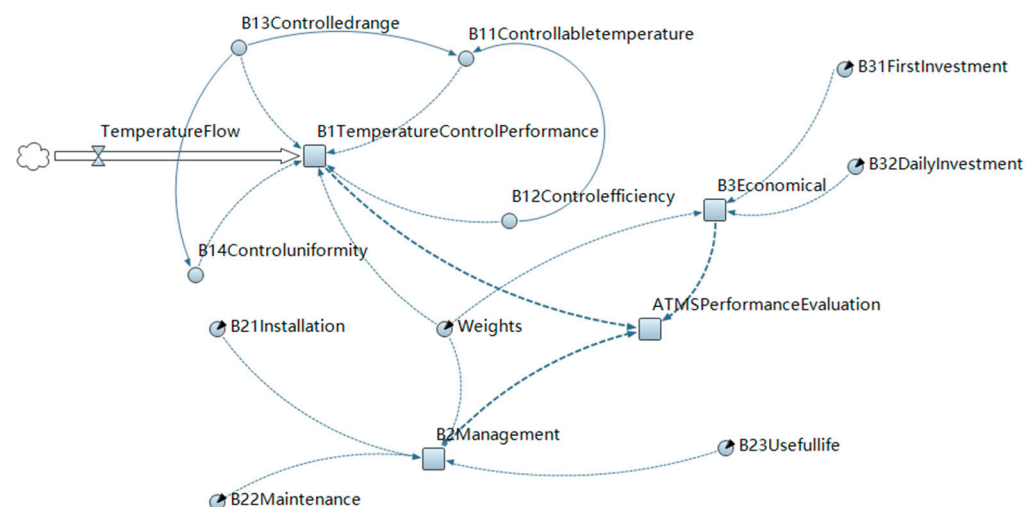 B13Controlledrange
B11Controllabletemperature
B31FirstInvestment
TemperatureFlow
B1TemperatureControlPerformance
B32DailyInvestment
B3Economical
B12Controlefficiency
B14Controluniformity
ATMSPerformanceEvaluation
B21Installation
Weights
B2Management
B23Usefullife
B22Maintenance